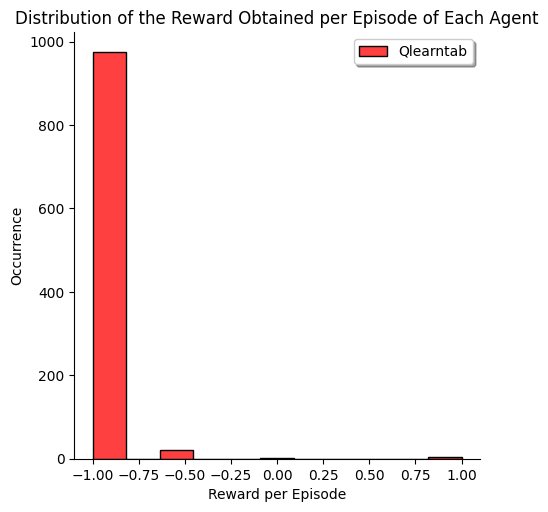 Distribution of the Reward Obtained per Episode of Each Agent
Qlearntab
Occurrence
1000
800
600
400
200
0
−1.00 −0.75 −0.50 −0.25 0.00 0.25 0.50 0.75 1.00
Reward per Episode